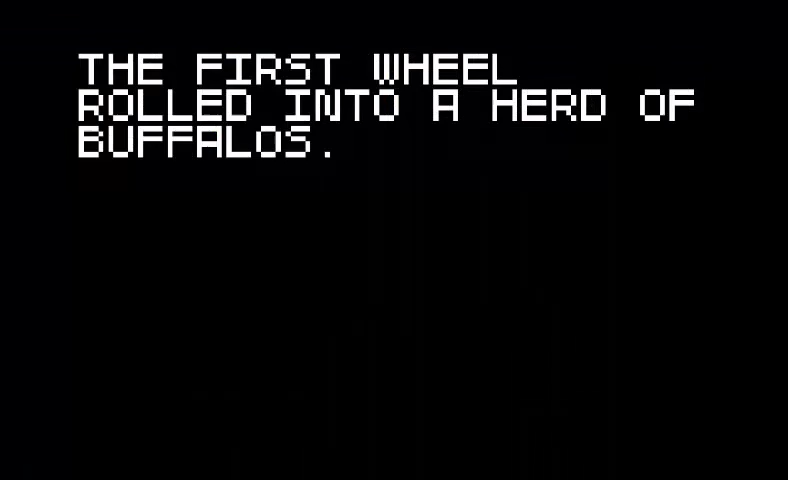 THE FIRST WHEEL
ROLLED INTO A HERD OF
BUFFALOS.